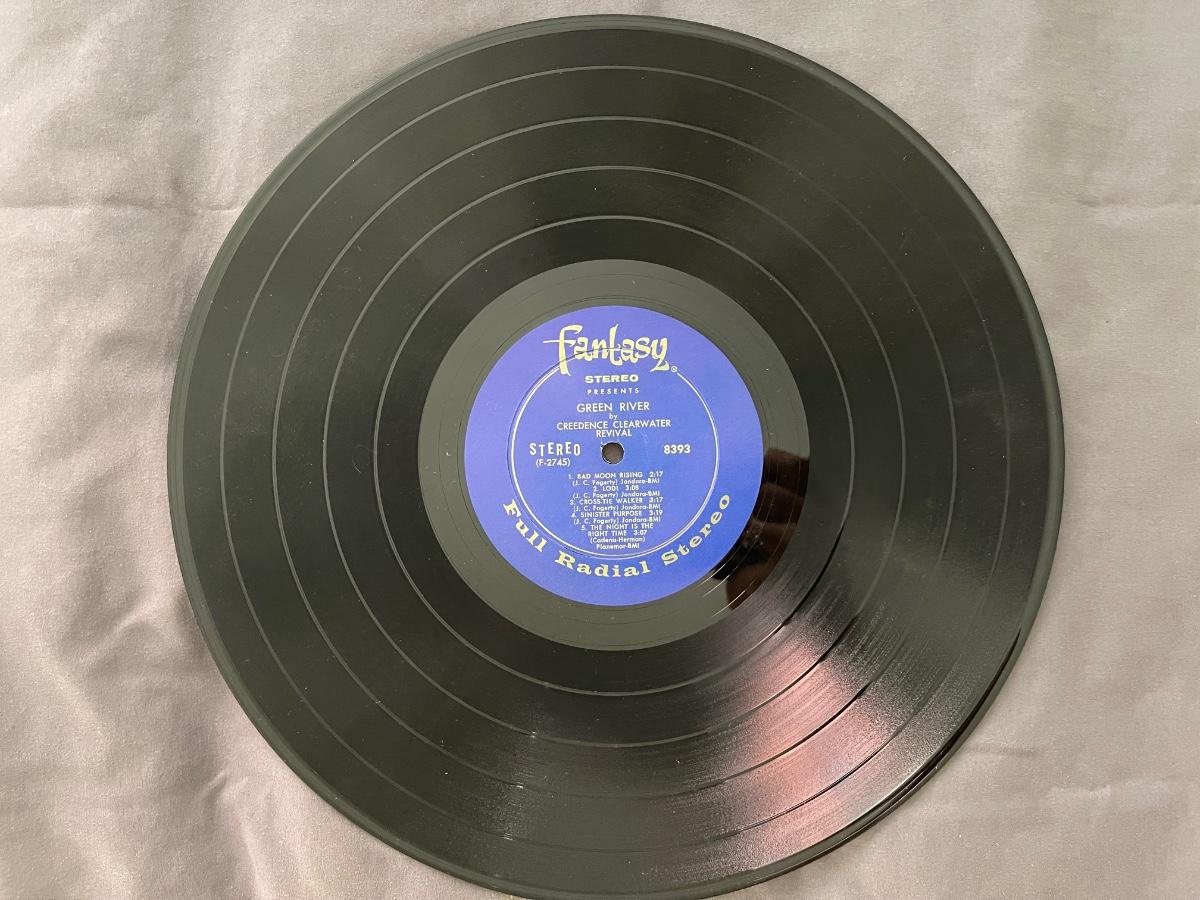 fantasy®
STEREO
PRESENTS
GREEN RIVER
by
CREEDENCE CLEARWATER
REVIVAL
STEREO 8393
(F-2745)
1. BAD MOON RISING 2:17
(J. C. Fogerty) Jondora-BMI
2. LODI 3:08
(J. C. Fogerty) Jondora-BMI
3. CROSS-TIE WALKER 3:17
(J. C. Fogerty) Jondora-BMI
4. SINISTER PURPOSE 3:19
(J. C. Fogerty) Jondora-BMI
5. THE NIGHT IS THE
RIGHT TIME 3:07
(Cadena-Herman)
Planemar-BMI
Full Radial Stereo